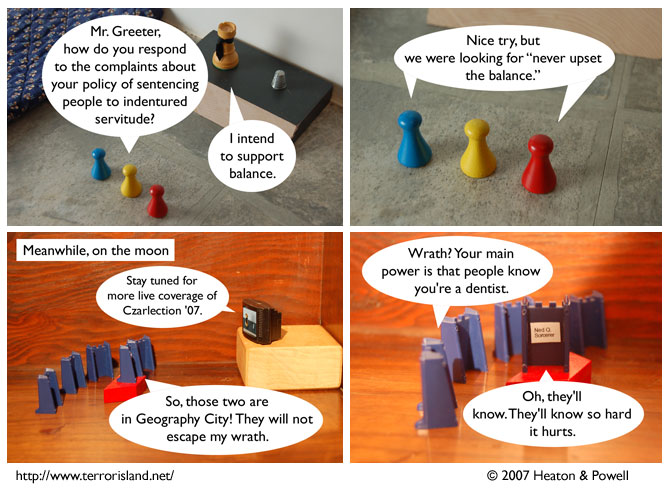 Mr. Greeter,
how do you respond
to the complaints about
your policy of sentencing
people to indentured
servitude?
I intend
to support
balance.
Nice try, but
we were looking for “never upset
the balance.”
Meanwhile, on the moon
Stay tuned for
more live coverage of
Czarlection '07.
So, those two are
in Geography City! They will not
escape my wrath.
Wrath? Your main
power is that people know
you're a dentist.
Ned Q.
Sorcerer
Oh, they'll
know. They'll know so hard
it hurts.
http://www.terrorisland.net/
© 2007 Heaton & Powell